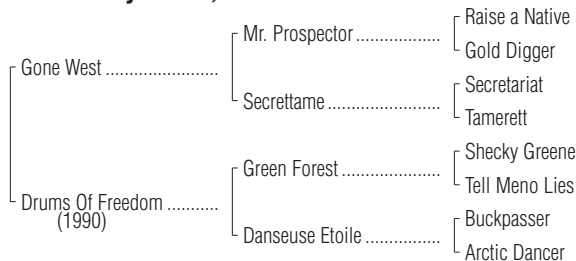 Gone West
Drums Of Freedom
(1990)
Mr. Prospector
Secrettame
Green Forest
Danseuse Etoile
Raise a Native
Gold Digger
Secretariat
Tamerett
Shecky Greene
Tell Meno Lies
Buckpasser
Arctic Dancer